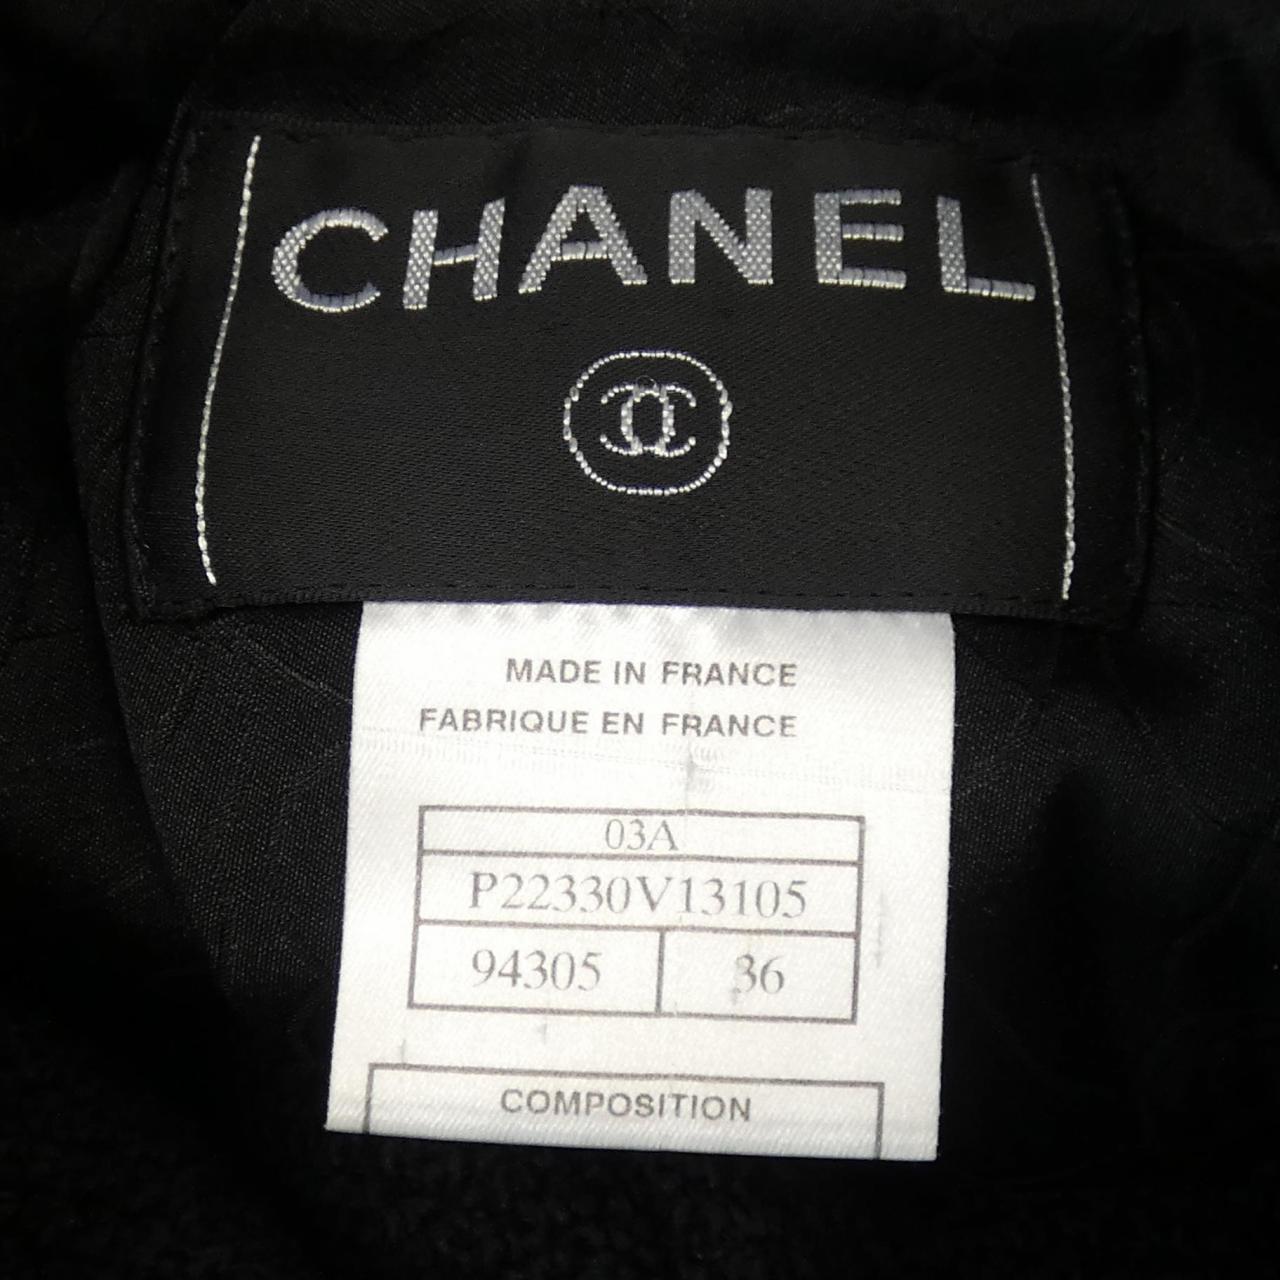 CHANEL
MADE IN FRANCE
FABRIQUE EN FRANCE
03A
P22330V13105
94305 36
COMPOSITION